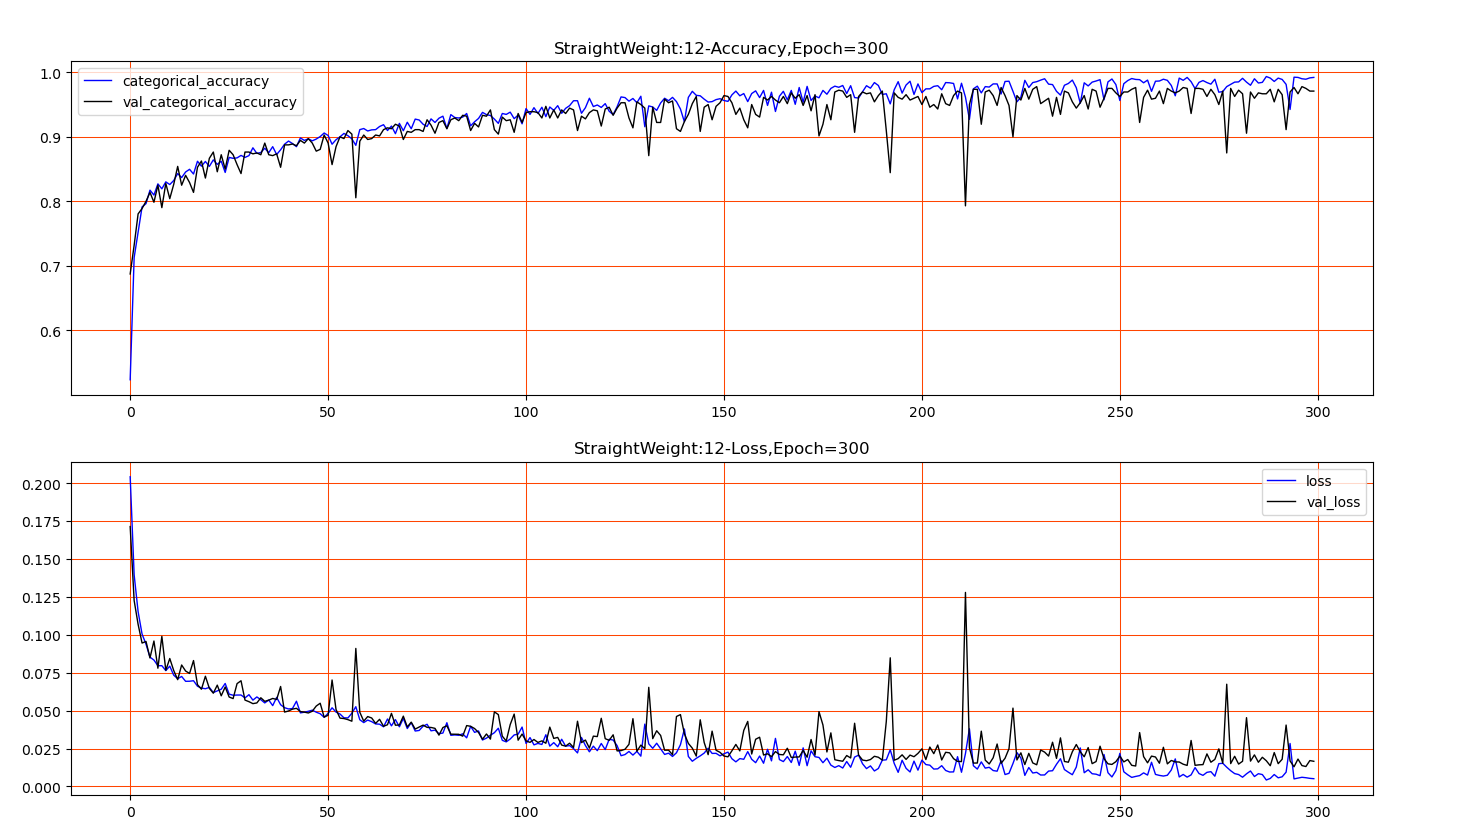 StraightWeight:12-Accuracy,Epoch=300
categorical_accuracy
val_categorical_accuracy
1.0
0.9
0.8
0.7
0.6
0 50 100 150 200 250 300
StraightWeight:12-Loss,Epoch=300
loss
val_loss
0.200
0.175
0.150
0.125
0.100
0.075
0.050
0.025
0.000
0 50 100 150 200 250 300